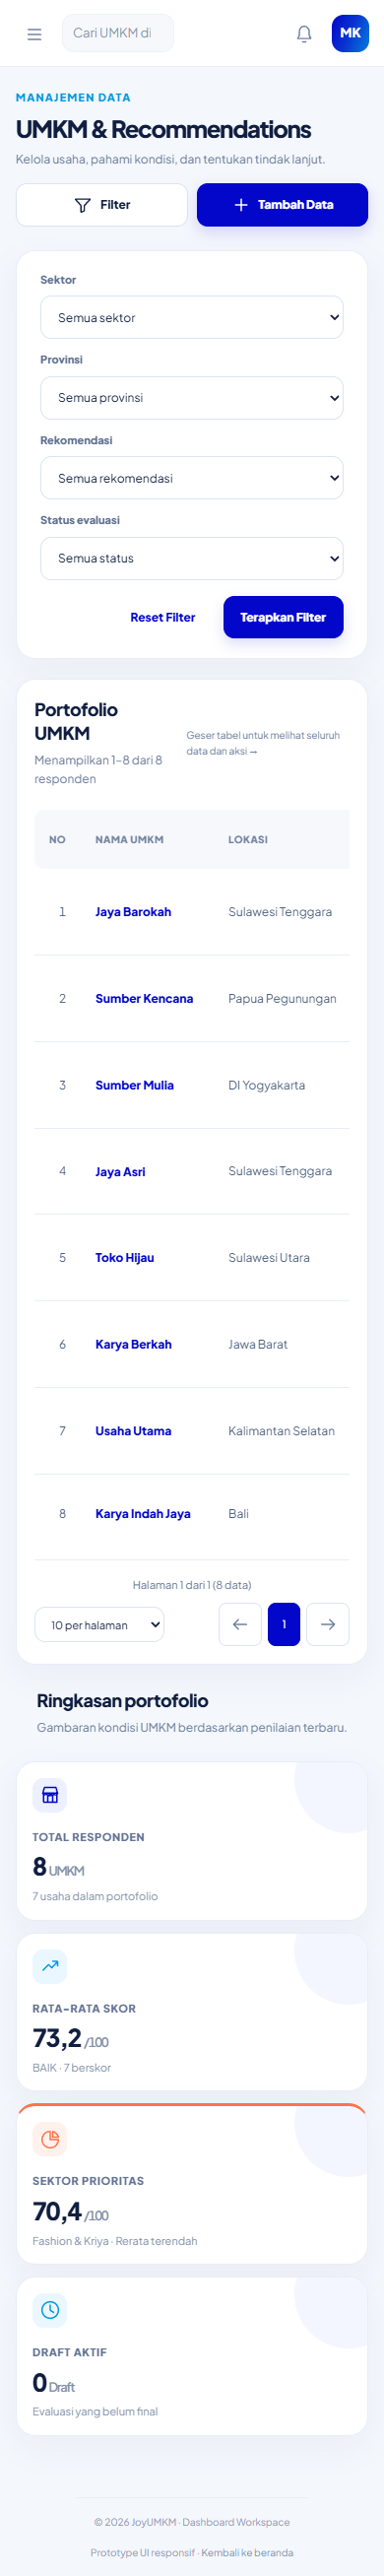 Cari UMKM di
MK
MANAJEMEN DATA
UMKM & Recommendations
Kelola usaha, pahami kondisi, dan tentukan tindak lanjut.
Filter
Tambah Data
Sektor
Semua sektor
Provinsi
Semua provinsi
Rekomendasi
Semua rekomendasi
Status evaluasi
Semua status
Reset Filter
Terapkan Filter
Portofolio
UMKM
Menampilkan 1–8 dari 8
responden
Geser tabel untuk melihat seluruh
data dan aksi →
NO NAMA UMKM LOKASI
1 Jaya Barokah Sulawesi Tenggara
2 Sumber Kencana Papua Pegunungan
3 Sumber Mulia DI Yogyakarta
4 Jaya Asri Sulawesi Tenggara
5 Toko Hijau Sulawesi Utara
6 Karya Berkah Jawa Barat
7 Usaha Utama Kalimantan Selatan
8 Karya Indah Jaya Bali
Halaman 1 dari 1 (8 data)
10 per halaman
1
Ringkasan portofolio
Gambaran kondisi UMKM berdasarkan penilaian terbaru.
TOTAL RESPONDEN
8 UMKM
7 usaha dalam portofolio
RATA-RATA SKOR
73,2 /100
BAIK · 7 berskor
SEKTOR PRIORITAS
70,4 /100
Fashion & Kriya · Rerata terendah
DRAFT AKTIF
0 Draft
Evaluasi yang belum final
© 2026 JoyUMKM · Dashboard Workspace
Prototype UI responsif · Kembali ke beranda